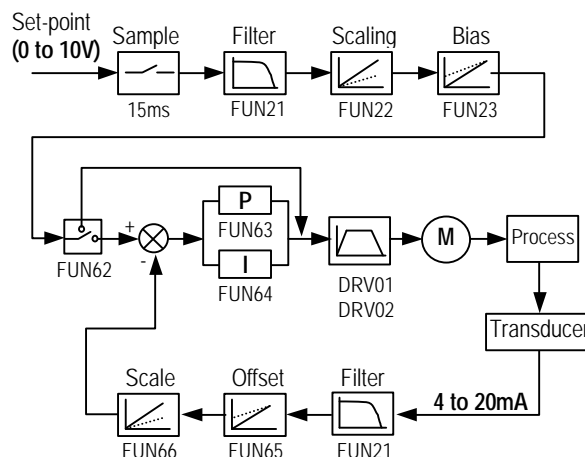 Set-point
(0 to 10V)
Sample
Filter
Scaling
Bias
15ms
FUN21
FUN22
FUN23
+
-
P
FUN63
I
FUN64
FUN62
DRV01
DRV02
M
Process
Transducer
4 to 20mA
Scale
Offset
Filter
FUN66
FUN65
FUN21